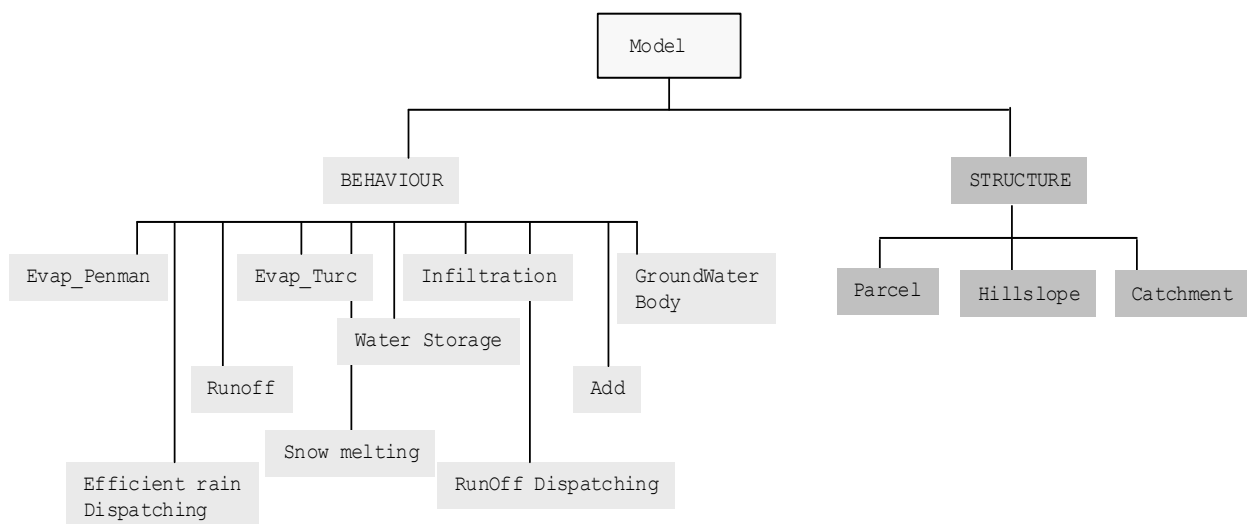 Model
BEHAVIOUR
STRUCTURE
Evap_Penman
Evap_Turc
Infiltration
GroundWater
Body
Parcel
Hillslope
Catchment
Water Storage
Runoff
Add
Snow melting
Efficient rain
Dispatching
RunOff Dispatching